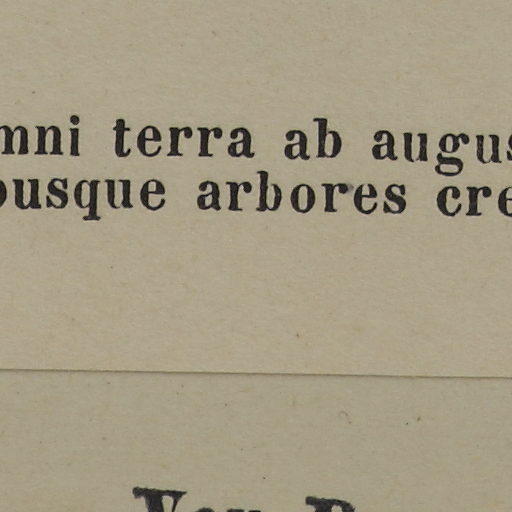 mni terra ab augus
ousque arbores cre